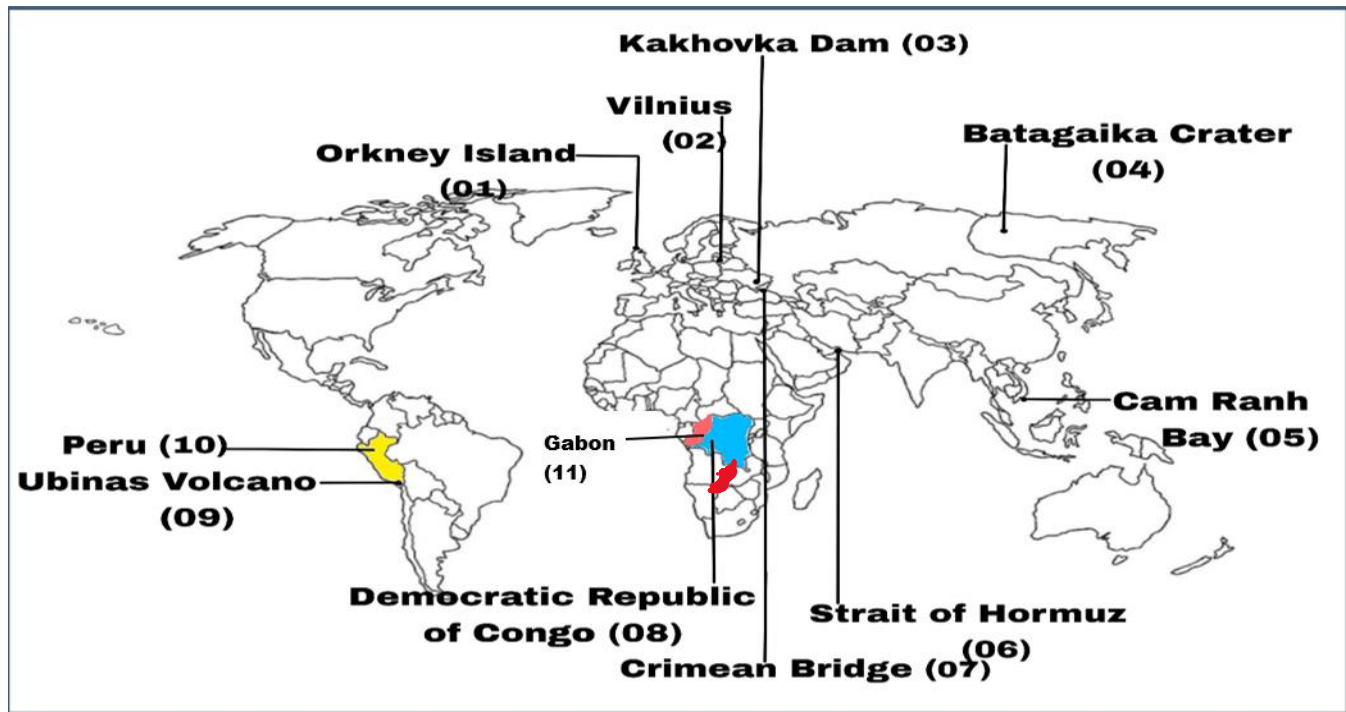 Kakhovka Dam (03)
Vilnius
(02)
Batagaika Crater
(04)
Orkney Island
(01)
Cam Ranh
Bay (05)
Gabon
(11)
Peru (10)
Ubinas Volcano
(09)
Democratic Republic
of Congo (08)
Strait of Hormuz
(06)
Crimean Bridge (07)